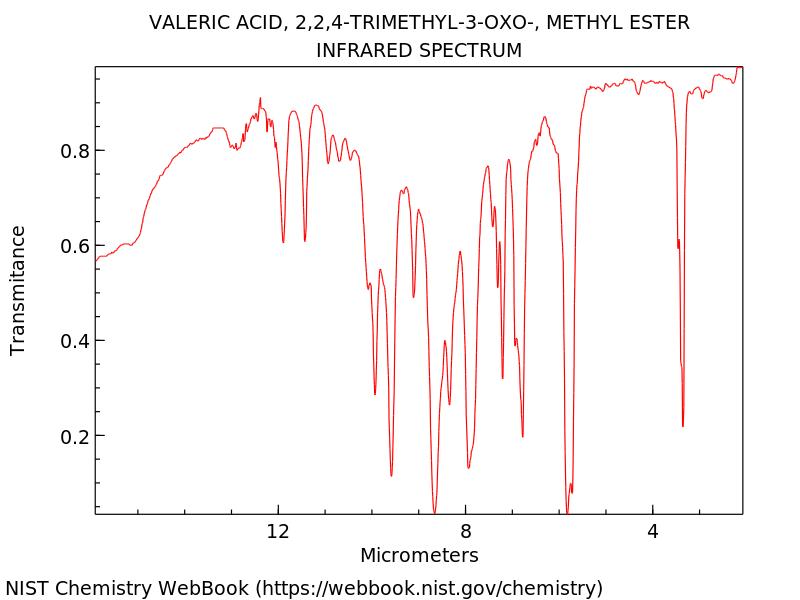 VALERIC ACID, 2,2,4-TRIMETHYL-3-OXO-, METHYL ESTER
INFRARED SPECTRUM
0.8
0.6
0.4
0.2
Transmitance
12
8
4
Micrometers
NIST Chemistry WebBook (https://webbook.nist.gov/chemistry)